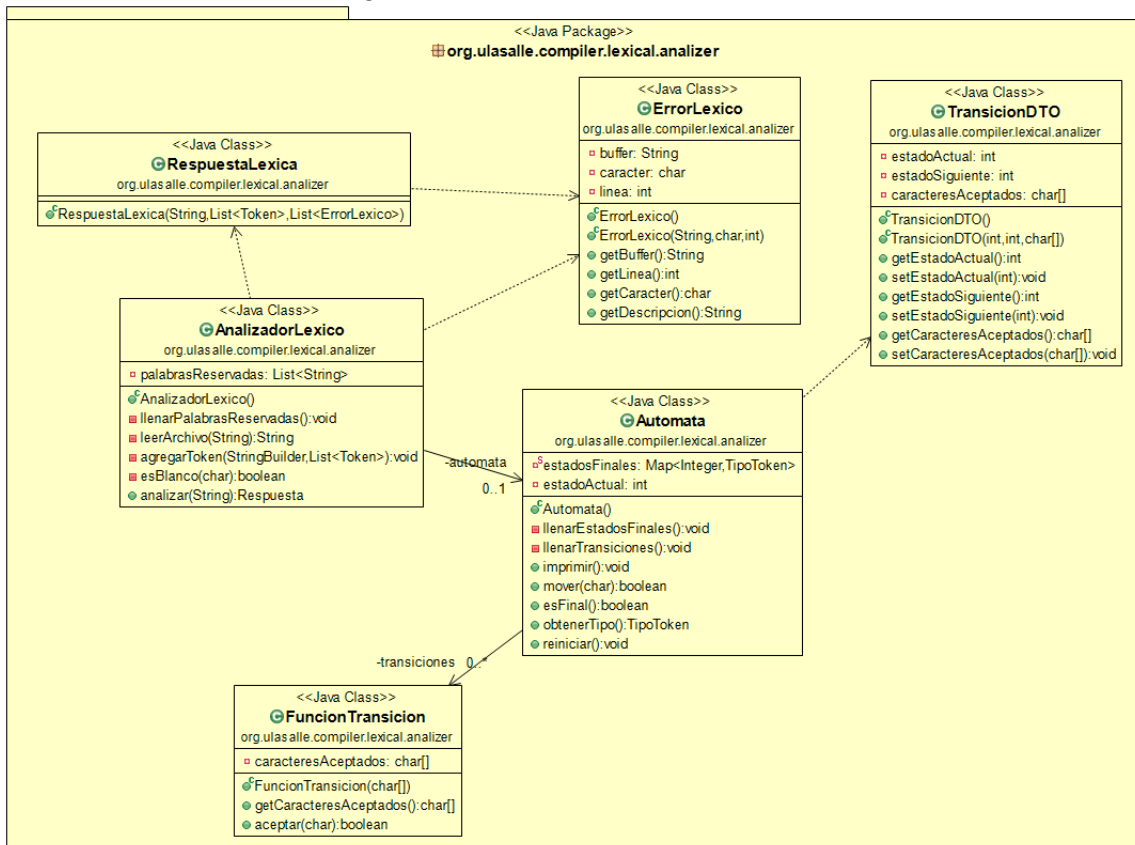 <<Java Package>>
org.ulasalle.compiler.lexical.analizer
<<Java Class>>
RespuestaLexica
org.ulasalle.compiler.lexical.analizer
RespuestaLexica(String,List<Token>,List<ErrorLexico>)
<<Java Class>>
ErrorLexico
org.ulasalle.compiler.lexical.analizer
buffer: String
caracter: char
linea: int
ErrorLexico()
ErrorLexico(String,char,int)
getBuffer():String
getLinea():int
getCaracter():char
getDescripcion():String
<<Java Class>>
TransicionDTO
org.ulasalle.compiler.lexical.analizer
estadoActual: int
estadoSiguiente: int
caracteresAceptados: char[]
TransicionDTO()
TransicionDTO(int,int,char[])
getEstadoActual():int
setEstadoActual(int):void
getEstadoSiguiente():int
setEstadoSiguiente(int):void
getCaracteresAceptados():char[]
setCaracteresAceptados(char[]):void
<<Java Class>>
AnalizadorLexico
org.ulasalle.compiler.lexical.analizer
palabrasReservadas: List<String>
AnalizadorLexico()
llenarPalabrasReservadas():void
leerArchivo(String):String
agregarToken(StringBuilder,List<Token>):void
esBlanco(char):boolean
analizar(String):Respuesta
-automata
0..1
<<Java Class>>
Automata
org.ulasalle.compiler.lexical.analizer
estadosFinales: Map<Integer,TipoToken>
estadoActual: int
Automata()
llenarEstadosFinales():void
llenarTransiciones():void
imprimir():void
mover(char):boolean
esFinal():boolean
obtenerTipo():TipoToken
reiniciar():void
-transiciones 0..*
<<Java Class>>
FuncionTransicion
org.ulasalle.compiler.lexical.analizer
caracteresAceptados: char[]
FuncionTransicion(char[])
getCaracteresAceptados():char[]
aceptar(char):boolean